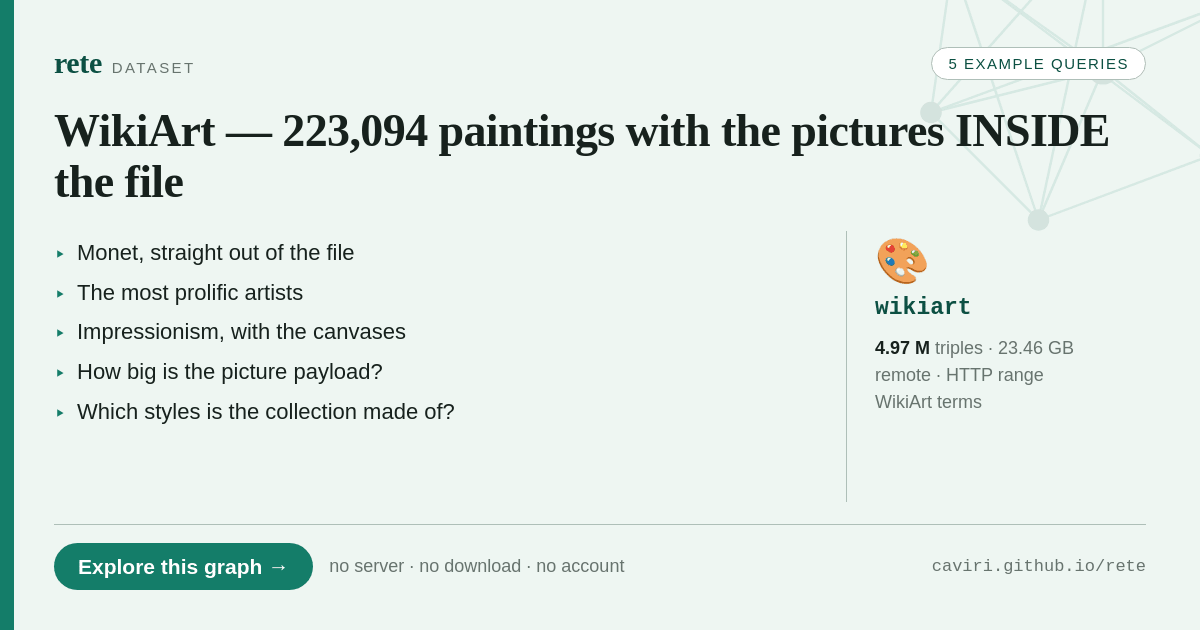 rete DATASET
5 EXAMPLE QUERIES
WikiArt — 223,094 paintings with the pictures INSIDE
the file
▸ Monet, straight out of the file
▸ The most prolific artists
▸ Impressionism, with the canvases
▸ How big is the picture payload?
▸ Which styles is the collection made of?
wikiart
4.97 M triples · 23.46 GB
remote · HTTP range
WikiArt terms
Explore this graph →
no server · no download · no account
caviri.github.io/rete